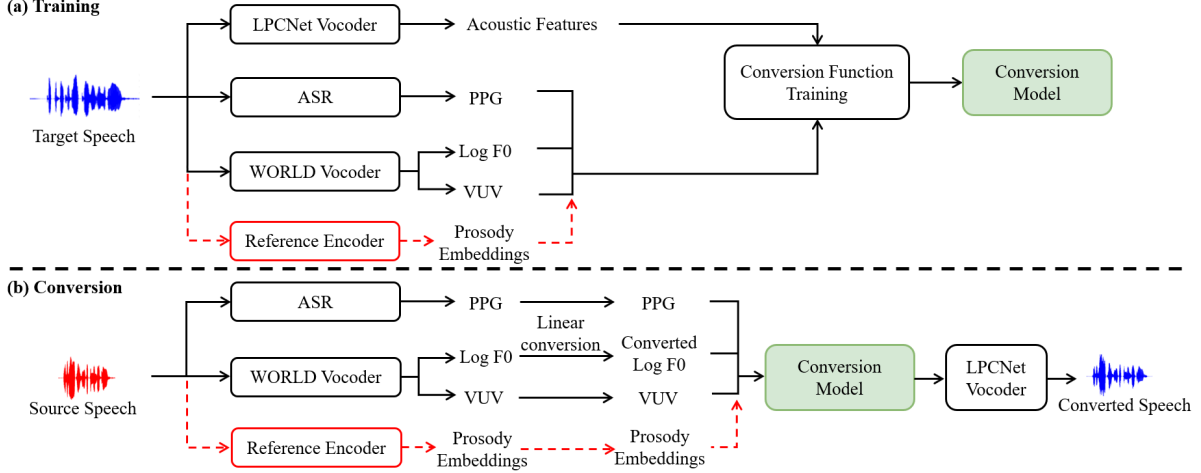 (a) Training
LPCNet Vocoder
Acoustic Features
Conversion Function
Training
Conversion
Model
Target Speech
ASR
PPG
WORLD Vocoder
Log F0
VUV
Reference Encoder
Prosody
Embeddings
(b) Conversion
ASR
PPG
PPG
Linear
conversion
Source Speech
WORLD Vocoder
Log F0
Converted
Log F0
VUV
VUV
Reference Encoder
Prosody
Embeddings
Prosody
Embeddings
Conversion
Model
LPCNet
Vocoder
Converted Speech